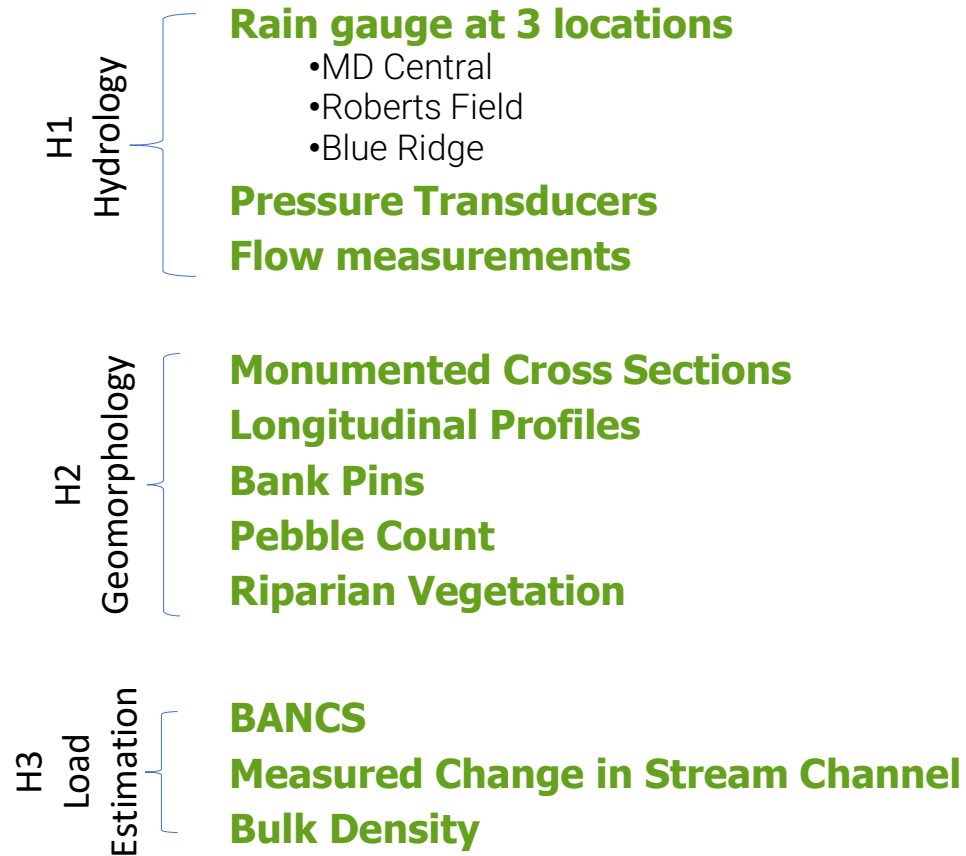 H1
Hydrology
Rain gauge at 3 locations
•MD Central
•Roberts Field
•Blue Ridge
Pressure Transducers
Flow measurements
H2
Geomorphology
Monumented Cross Sections
Longitudinal Profiles
Bank Pins
Pebble Count
Riparian Vegetation
H3
Load
Estimation
BANCS
Measured Change in Stream Channel
Bulk Density